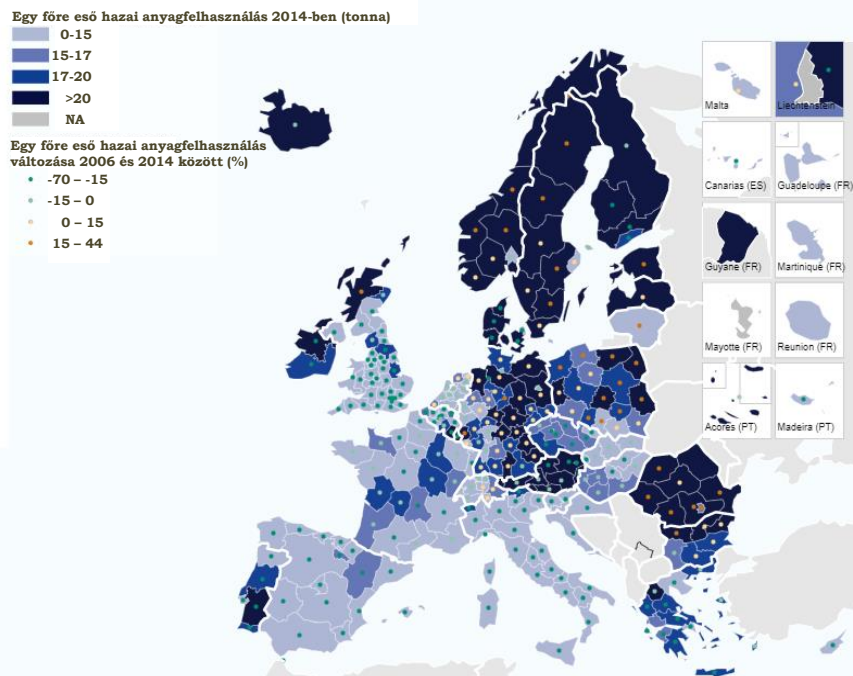 Egy főre eső hazai anyagfelhasználás 2014-ben (tonna)
0-15
15-17
17-20
>20
NA
Egy főre eső hazai anyagfelhasználás
változása 2006 és 2014 között (%)
-70 – -15
-15 – 0
0 – 15
15 – 44
Malta
Liechtenstein
Canarias (ES)
Guadeloupe (FR)
Guyane (FR)
Martinique (FR)
Mayotte (FR)
Reunion (FR)
Acores (PT)
Madeira (PT)